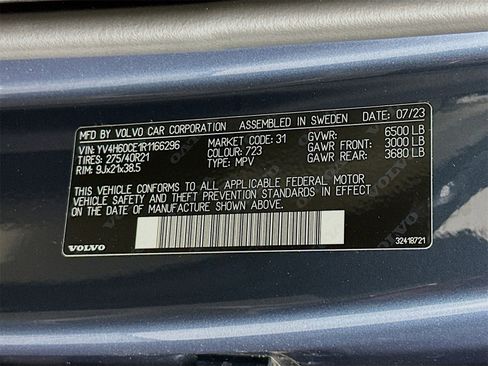 MFD BY VOLVO CAR CORPORATION ASSEMBLED IN SWEDEN 07/23
VIN: YV4H60CE1R1166296 MARKET CODE: 31 GVWR: 6500 LB
TIRES: 275/40R21 COLOUR: 723 GAWR FRONT: 3000 LB
RIM: 9Jx21x38.5 TYPE: MPV GAWR REAR: 3680 LB
THIS VEHICLE CONFORMS TO ALL APPLICABLE FEDERAL MOTOR
VEHICLE SAFETY AND THEFT PREVENTION STANDARDS IN EFFECT
ON THE DATE OF MANUFACTURE SHOWN ABOVE.
VOLVO 32418721